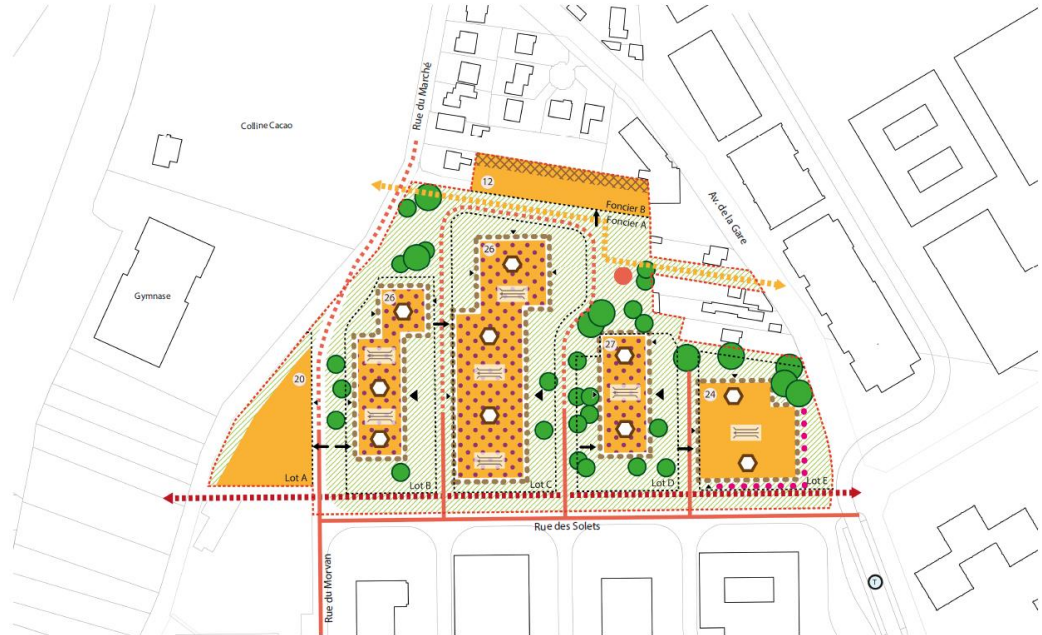 Rue du Marché
Colline Cacao
12
Foncier B
Foncier A
Av. de la Gare
26
Gymnase
26
27
20
24
Lot A
Lot B
Lot C
Lot D
Lot E
Rue des Solets
Rue du Morvan
T